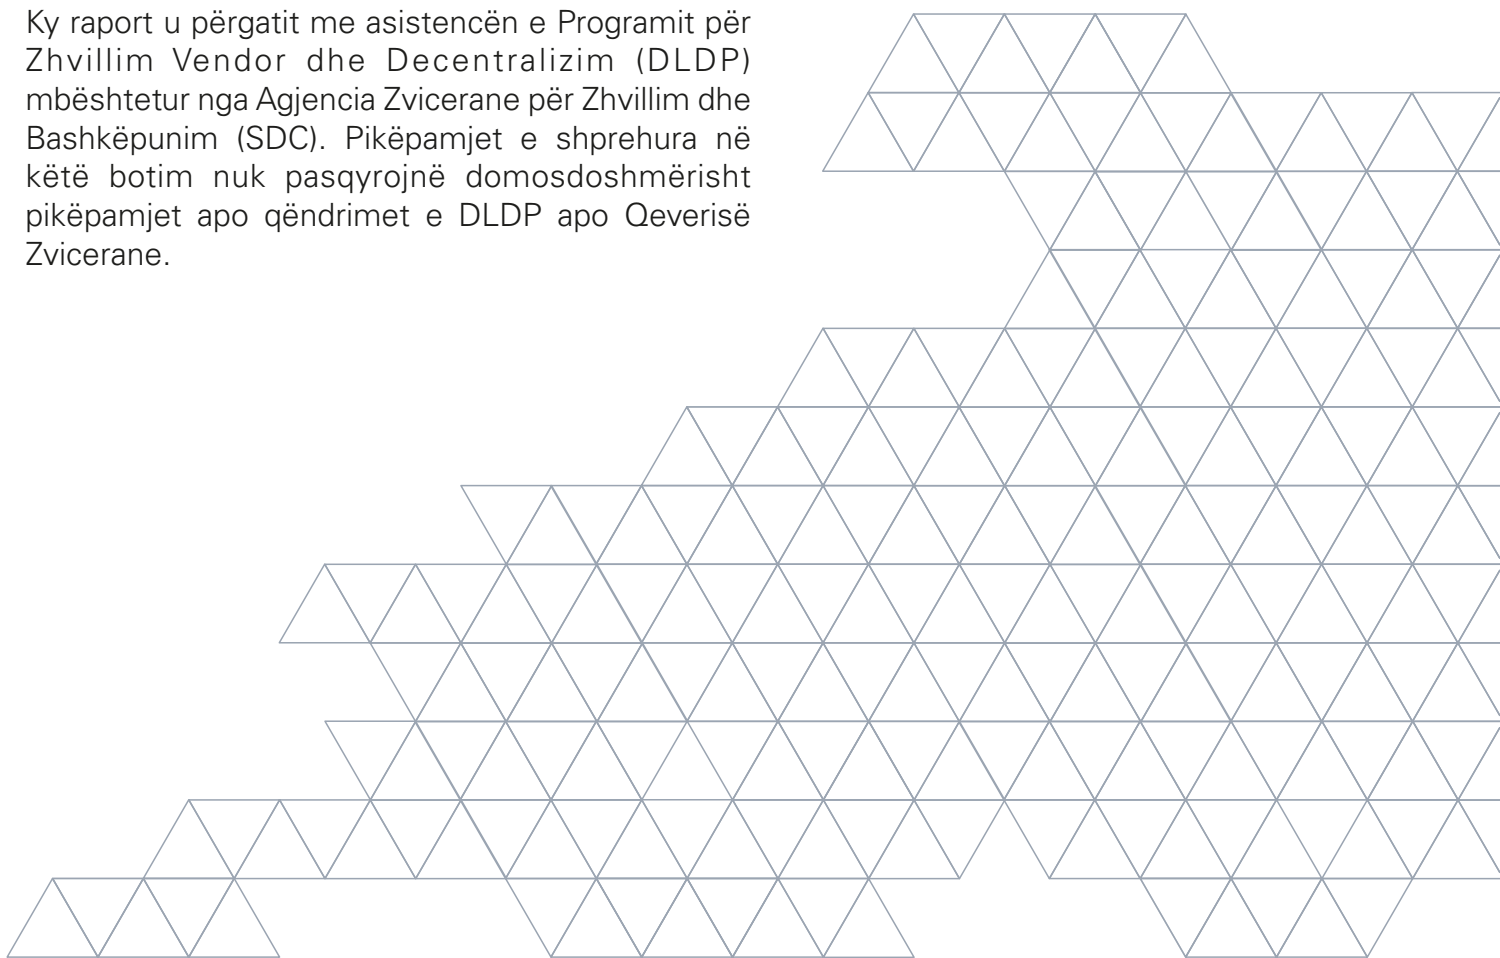 Ky raport u përgatit me asistencën e Programit për
Zhvillim Vendor dhe Decentralizim (DLDP)
mbështetur nga Agjencia Zvicerane për Zhvillim dhe
Bashkëpunim (SDC). Pikëpamjet e shprehura në
këtë botim nuk pasqyrojnë domosdoshmërisht
pikëpamjet apo qëndrimet e DLDP apo Qeverisë
Zvicerane.